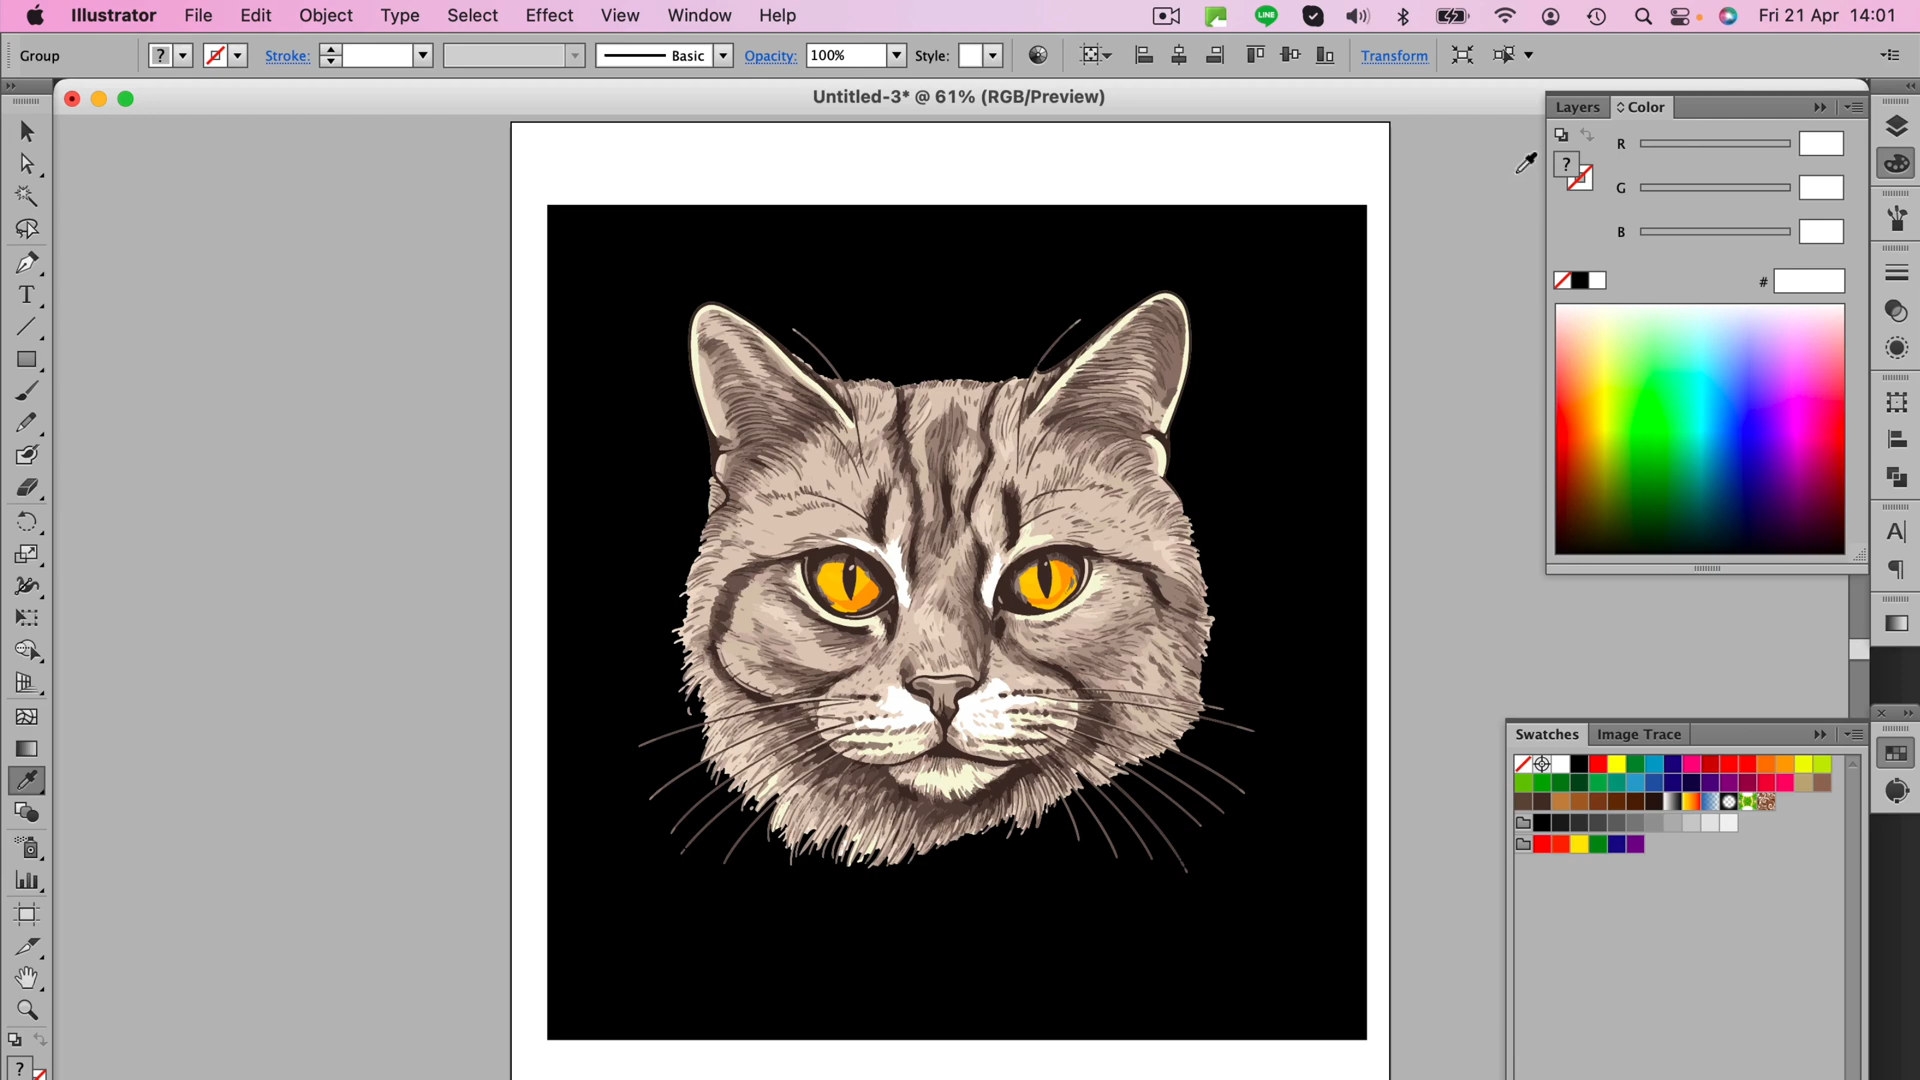 Illustrator File Edit Object Type Select Effect View Window Help LINE Fri 21 Apr 14:01
Group ? Stroke: Basic Opacity: 100% Style: Transform
Untitled-3* @ 61% (RGB/Preview)
Layers Color
R
?
G
B
#
T
A
Swatches Image Trace
?